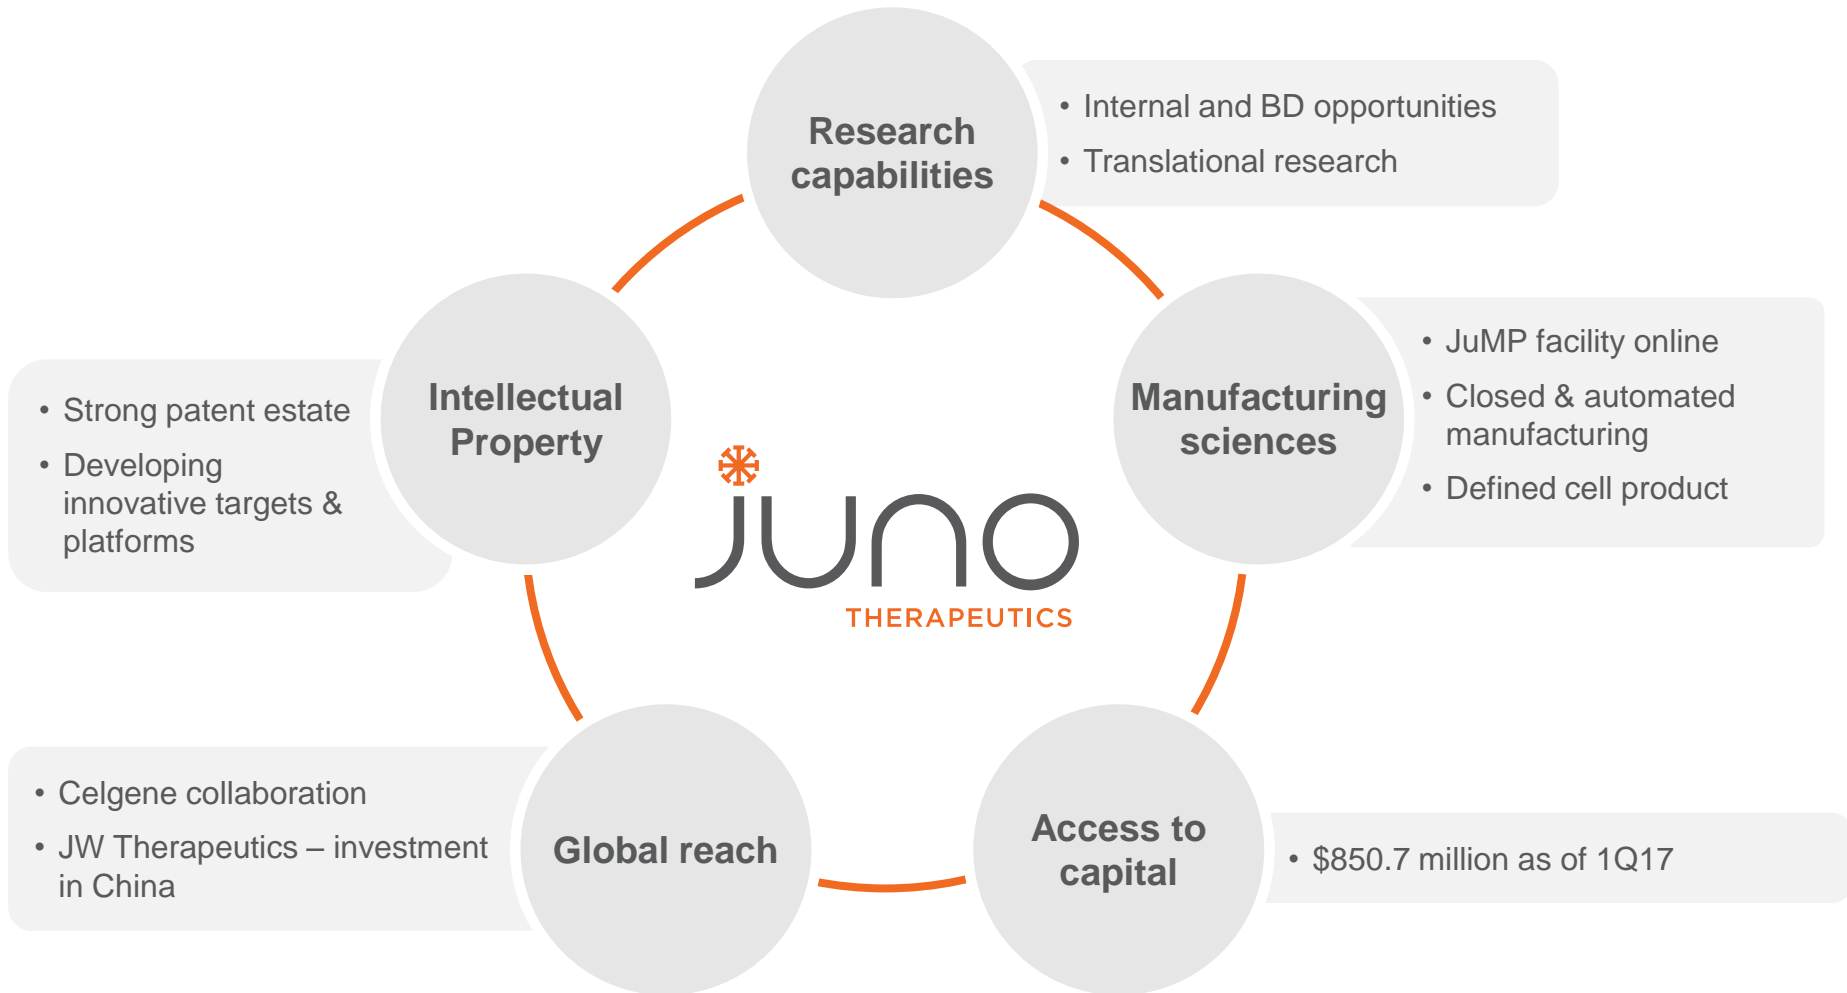 Research
capabilities
• Internal and BD opportunities
• Translational research
Manufacturing
sciences
• JuMP facility online
• Closed & automated
manufacturing
• Defined cell product
Intellectual
Property
• Strong patent estate
• Developing
innovative targets &
platforms
juno
THERAPEUTICS
Global reach
• Celgene collaboration
• JW Therapeutics – investment
in China
Access to
capital
• $850.7 million as of 1Q17